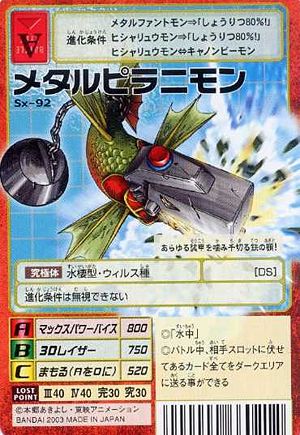 V
進化条件
しんかじょうけん
メタルファントモン⇒「しょうりつ80%!」
ヒシャリュウモン⇒「しょうりつ80%!」
ヒシャリュウモン⇔キャノンビーモン
メタルピラニモン
Sx-92
あらゆる装甲を噛み千切る鉄の顎!
究極体 水棲型・ウィルス種 [DS]
進化条件は無視できない
A マックスパワーバイス 800
B 3Dレイザー 750
C まもる(Aを0に) 520
○「水中」
○バトル中、相手スロットに伏せ
てあるカード全てをダークエリア
に送る事ができる
LOST
POINT
Ⅲ40 Ⅳ40 完30 究30
©本郷あきよし・東映アニメーション
BANDAI 2003 MADE IN JAPAN